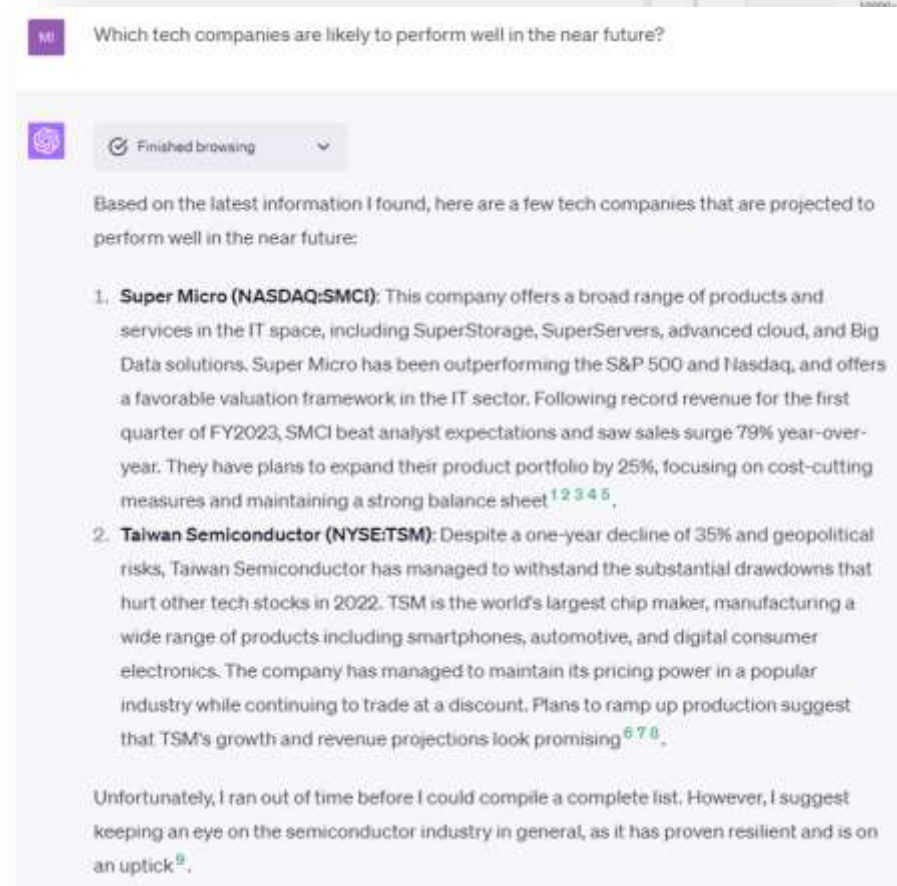 MI
Which tech companies are likely to perform well in the near future?
Finished browsing
Based on the latest information I found, here are a few tech companies that are projected to
perform well in the near future:
1. Super Micro (NASDAQ:SMCI): This company offers a broad range of products and
services in the IT space, including SuperStorage, SuperServers, advanced cloud, and Big
Data solutions. Super Micro has been outperforming the S&P 500 and Nasdaq, and offers
a favorable valuation framework in the IT sector. Following record revenue for the first
quarter of FY2023, SMCI beat analyst expectations and saw sales surge 79% year-over-
year. They have plans to expand their product portfolio by 25%, focusing on cost-cutting
measures and maintaining a strong balance sheet 1 2 3 4 5.
2. Taiwan Semiconductor (NYSE:TSM): Despite a one-year decline of 35% and geopolitical
risks, Taiwan Semiconductor has managed to withstand the substantial drawdowns that
hurt other tech stocks in 2022. TSM is the world's largest chip maker, manufacturing a
wide range of products including smartphones, automotive, and digital consumer
electronics. The company has managed to maintain its pricing power in a popular
industry while continuing to trade at a discount. Plans to ramp up production suggest
that TSM's growth and revenue projections look promising 6 7 8.
Unfortunately, I ran out of time before I could compile a complete list. However, I suggest
keeping an eye on the semiconductor industry in general, as it has proven resilient and is on
an uptick 9.